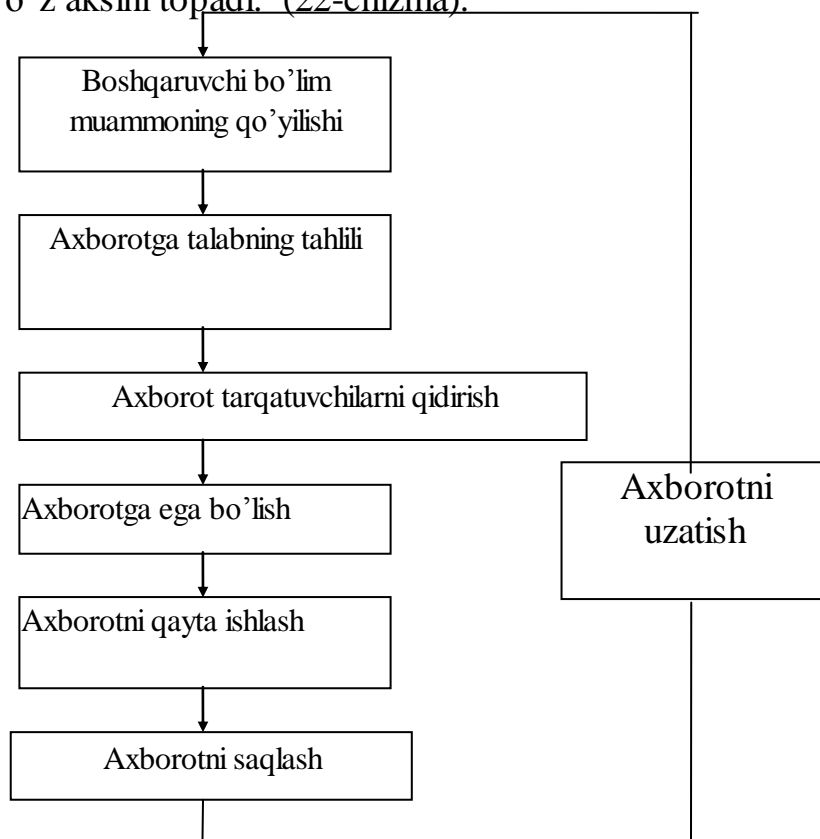 o’z aksini topadi. (22-chizma).
Boshqaruvchi bo’lim
muammoning qo’yilishi
Axborotga talabning tahlili
Axborot tarqatuvchilarni qidirish
Axborotga ega bo’lish
Axborotni qayta ishlash
Axborotni saqlash
Axborotni
uzatish